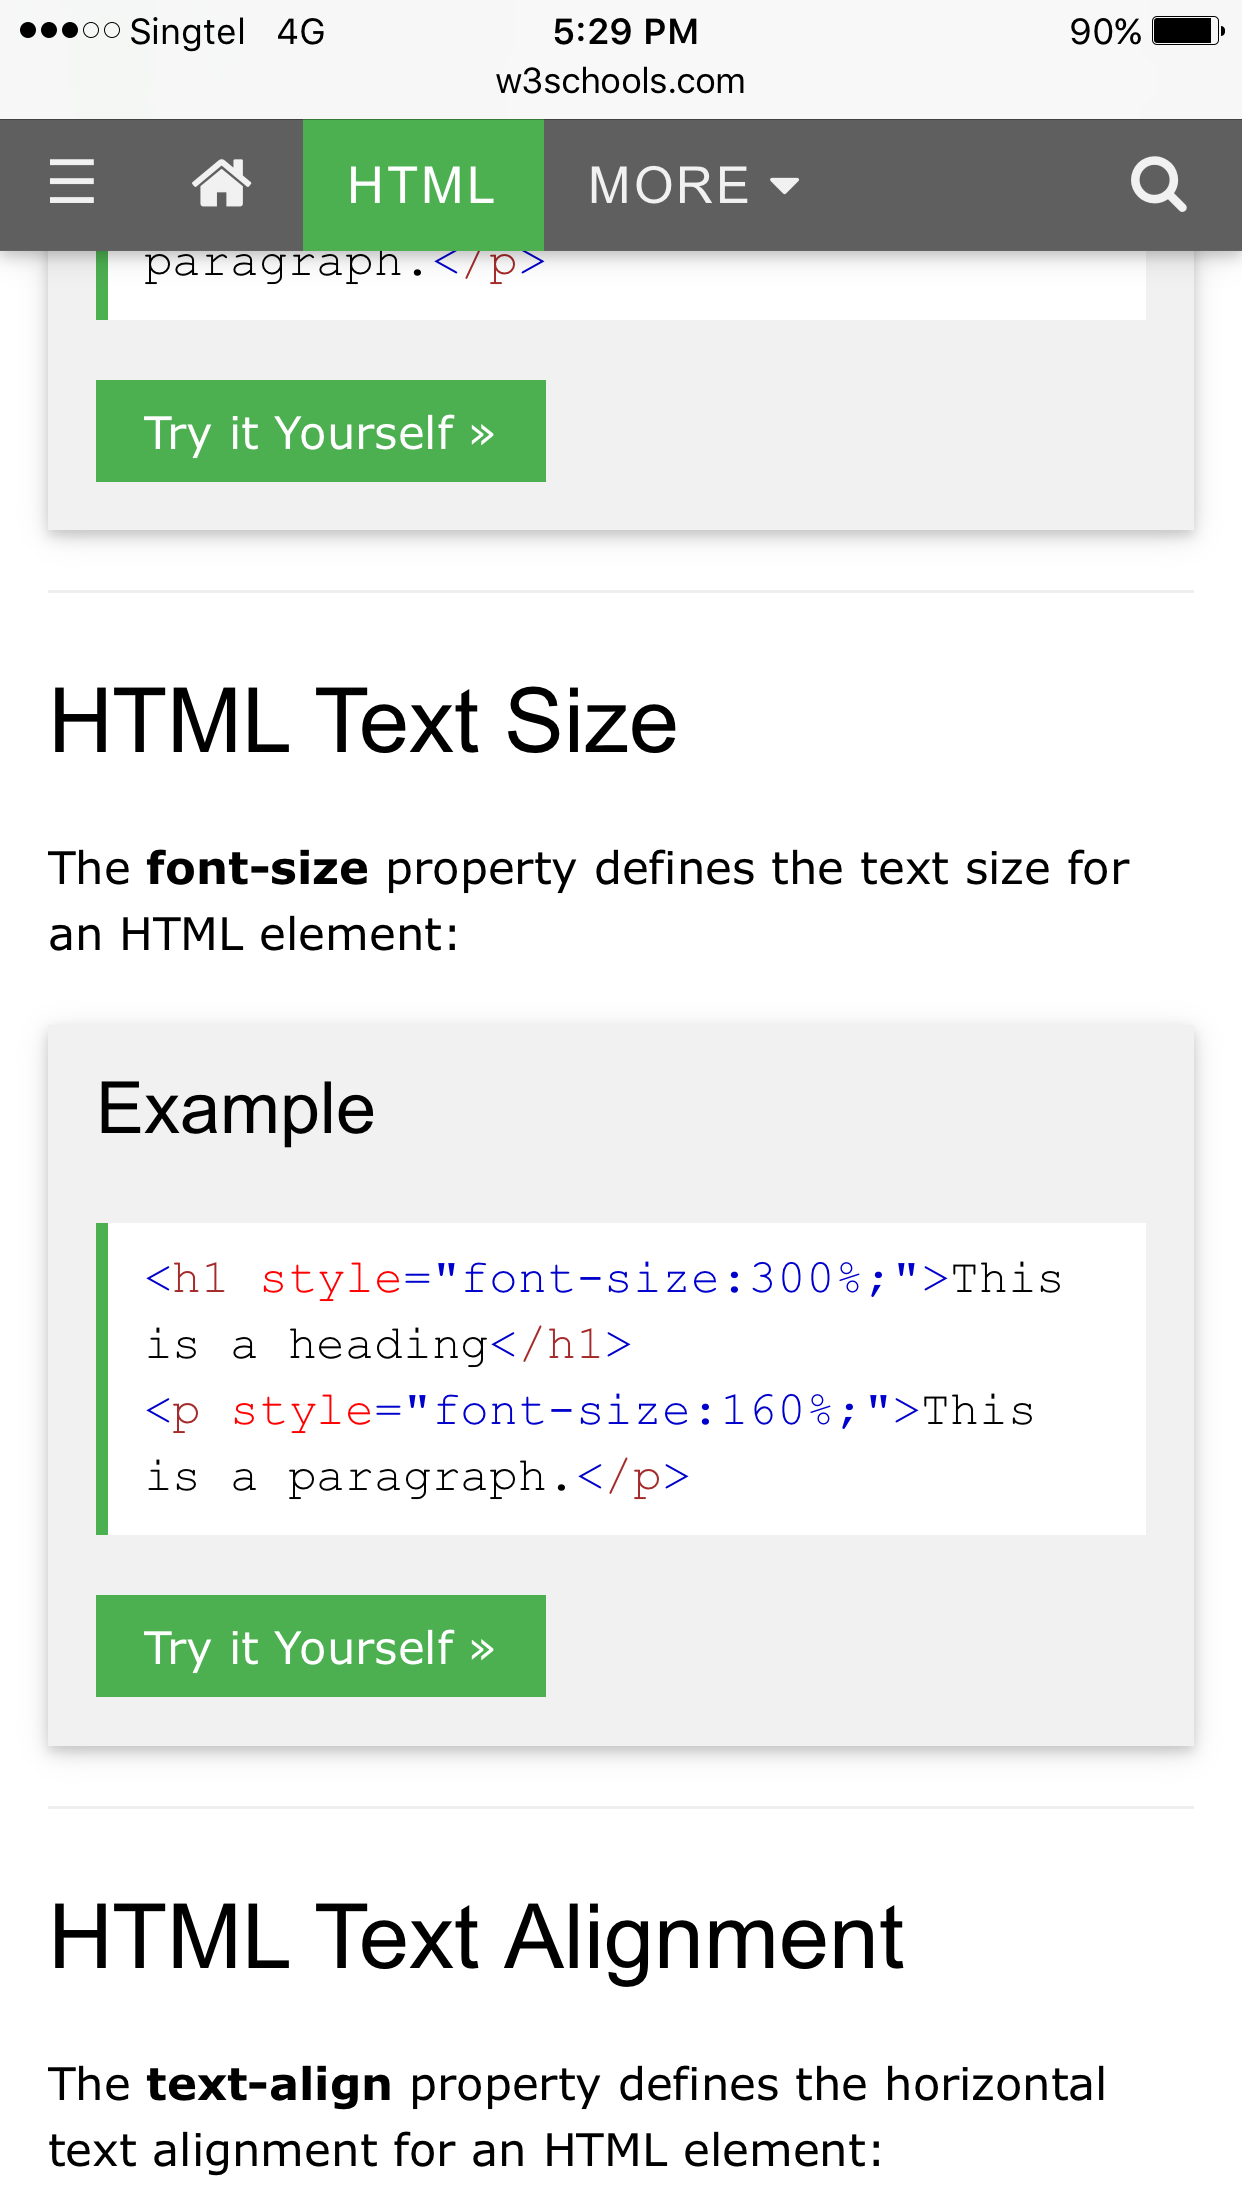 Singtel 4G 5:29 PM 90%
w3schools.com
☰ HTML MORE
paragraph.</p>
Try it Yourself »
HTML Text Size
The font-size property defines the text size for
an HTML element:
Example
<h1 style="font-size:300%;">This
is a heading</h1>
<p style="font-size:160%;">This
is a paragraph.</p>
Try it Yourself »
HTML Text Alignment
The text-align property defines the horizontal
text alignment for an HTML element: